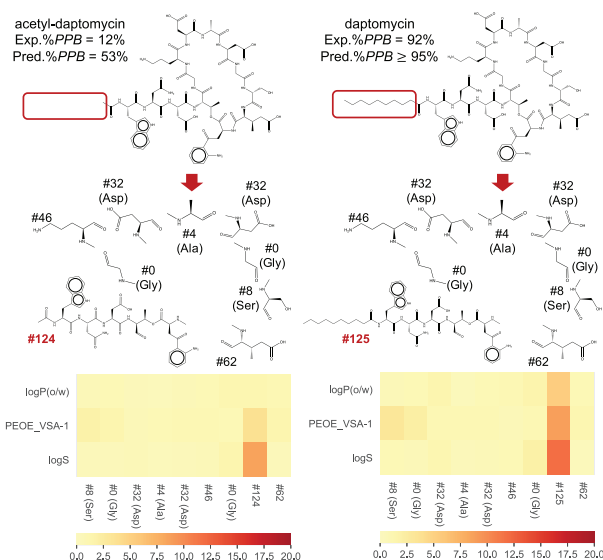 acetyl-daptomycin
Exp.%PPB = 12%
Pred.%PPB = 53%
daptomycin
Exp.%PPB = 92%
Pred.%PPB ≥ 95%
#46
#32
(Asp)
#4
(Ala)
#32
(Asp)
#0
(Gly)
#0
(Gly)
#8
(Ser)
#124
#62
#46
#32
(Asp)
#4
(Ala)
#32
(Asp)
#0
(Gly)
#0
(Gly)
#8
(Ser)
#125
#62
logP(o/w)
PEOE_VSA-1
logS
#8 (Ser)
#0 (Gly)
#32 (Asp)
#4 (Ala)
#32 (Asp)
#46
#0 (Gly)
#124
#62
0.0 2.5 5.0 7.5 10.0 12.5 15.0 17.5 20.0
logP(o/w)
PEOE_VSA-1
logS
#8 (Ser)
#0 (Gly)
#32 (Asp)
#4 (Ala)
#32 (Asp)
#46
#0 (Gly)
#125
#62
0.0 2.5 5.0 7.5 10.0 12.5 15.0 17.5 20.0